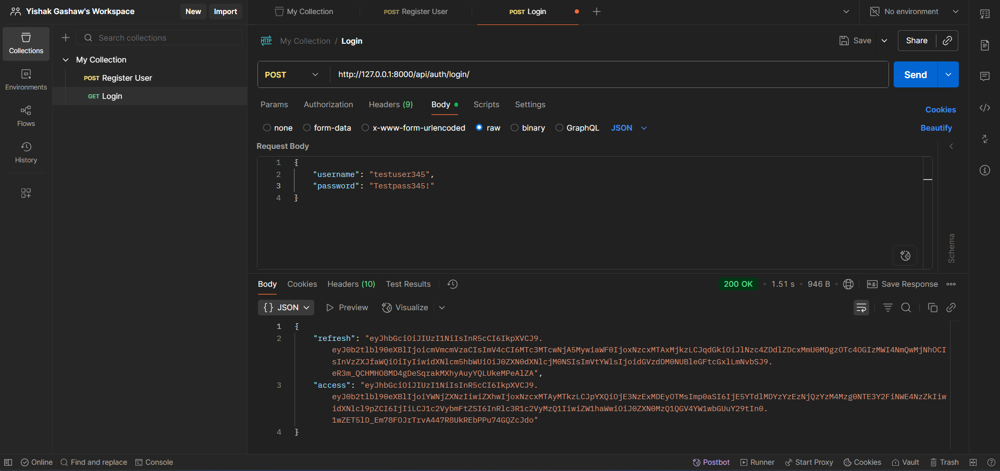 Yishak Gashaw's Workspace
New
Import
My Collection
POST Register User
POST Login
No environment
Collections
Search collections
My Collection / Login
Save
Share
My Collection
POST Register User
GET Login
Environments
Flows
History
POST
http://127.0.0.1:8000/api/auth/login/
Send
Params
Authorization
Headers (9)
Body
Scripts
Settings
Cookies
none
form-data
x-www-form-urlencoded
raw
binary
GraphQL
JSON
Beautify
Request Body
1 {
2 "username": "testuser345",
3 "password": "Testpass345!"
4 }
Schema
Body
Cookies
Headers (10)
Test Results
200 OK
1.51 s
946 B
e.g. Save Response
{} JSON
Preview
Visualize
1 {
2 "refresh": "eyJhbGciOiJIUzI1NiIsInR5cCI6IkpXVCJ9.
eyJ0b2tlbl90eXBlIjoicmVmcmVzaCIsImV4cCI6MTc3MTcwNjA5MywiaWF0IjoxNzcxMTAxMjkzLCJqdGkiOiJlNzc4ZDdlZDcxMmU0MDgzOTc4OGIzMWI4NmQwMjNhOCI
sInVzZXJfaWQiOiIyIiwidXNlcm5hbWUiOiJ0ZXN0dXNlcjM0NSIsImVtYWlsIjoidGVzdDM0NUBleGFtcGxlLmNvbSJ9.
eR3m_QCHMHO8MD4gDeSqrakMXhyAuyYQLUkeMPeAlZA",
3 "access": "eyJhbGciOiJIUzI1NiIsInR5cCI6IkpXVCJ9.
eyJ0b2tlbl90eXBlIjoiYWNjZXNzIiwiZXhwIjoxNzcxMTAyMTkzLCJpYXQiOjE3NzExMDEyOTMsImp0aSI6IjE5YTdlMDYzYzEzNjQzYzM4Mzg0NTE3Y2FiNWE4NzZkIiw
idXNlcl9pZCI6IjIiLCJ1c2VybmFtZSI6InRlc3R1c2VyMzQ1IiwiZW1haWwiOiJ0ZXN0MzQ1QGV4YW1wbGUuY29tIn0.
1wZET5lD_Em78FOJrTrvA447R8UkREbPPu74GQZcJdo"
4 }
Online
Find and replace
Console
Postbot
Runner
Start Proxy
Cookies
Vault
Trash